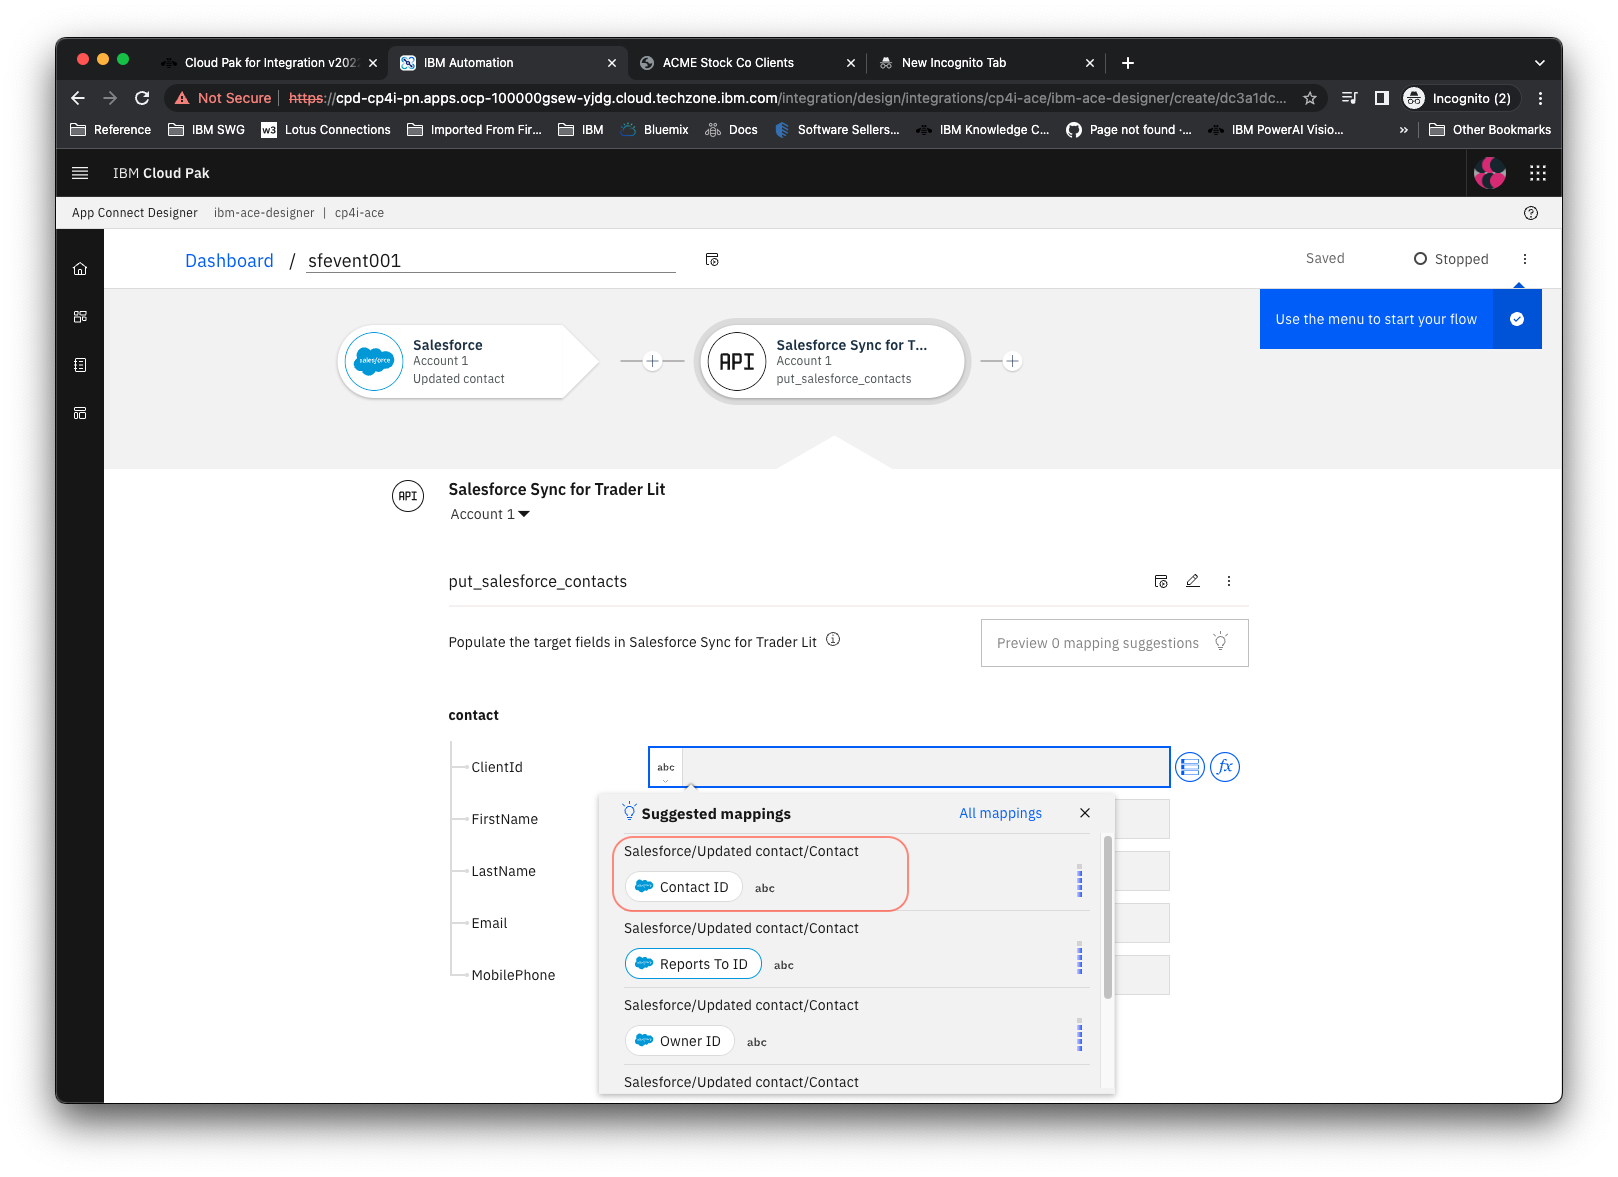 Cloud Pak for Integration v202
IBM Automation
ACME Stock Co Clients
New Incognito Tab
Not Secure
https://cpd-cp4i-pn.apps.ocp-100000gsew-yjdg.cloud.techzone.ibm.com/integration/design/integrations/cp4i-ace/ibm-ace-designer/create/dc3a1dc...
Incognito (2)
Reference
IBM SWG
w3
Lotus Connections
Imported From Fir...
IBM
Bluemix
Docs
Software Sellers...
IBM Knowledge C...
Page not found ·...
IBM PowerAI Visio...
»
Other Bookmarks
IBM Cloud Pak
App Connect Designer
ibm-ace-designer | cp4i-ace
Dashboard / sfevent001
Saved
Stopped
Use the menu to start your flow
salesforce
Salesforce
Account 1
Updated contact
API
Salesforce Sync for T...
Account 1
put_salesforce_contacts
API
Salesforce Sync for Trader Lit
Account 1
put_salesforce_contacts
Populate the target fields in Salesforce Sync for Trader Lit
Preview 0 mapping suggestions
contact
ClientId
abc
fx
FirstName
LastName
Email
MobilePhone
Suggested mappings
All mappings
Salesforce/Updated contact/Contact
Contact ID
abc
Salesforce/Updated contact/Contact
Reports To ID
abc
Salesforce/Updated contact/Contact
Owner ID
abc
Salesforce/Updated contact/Contact